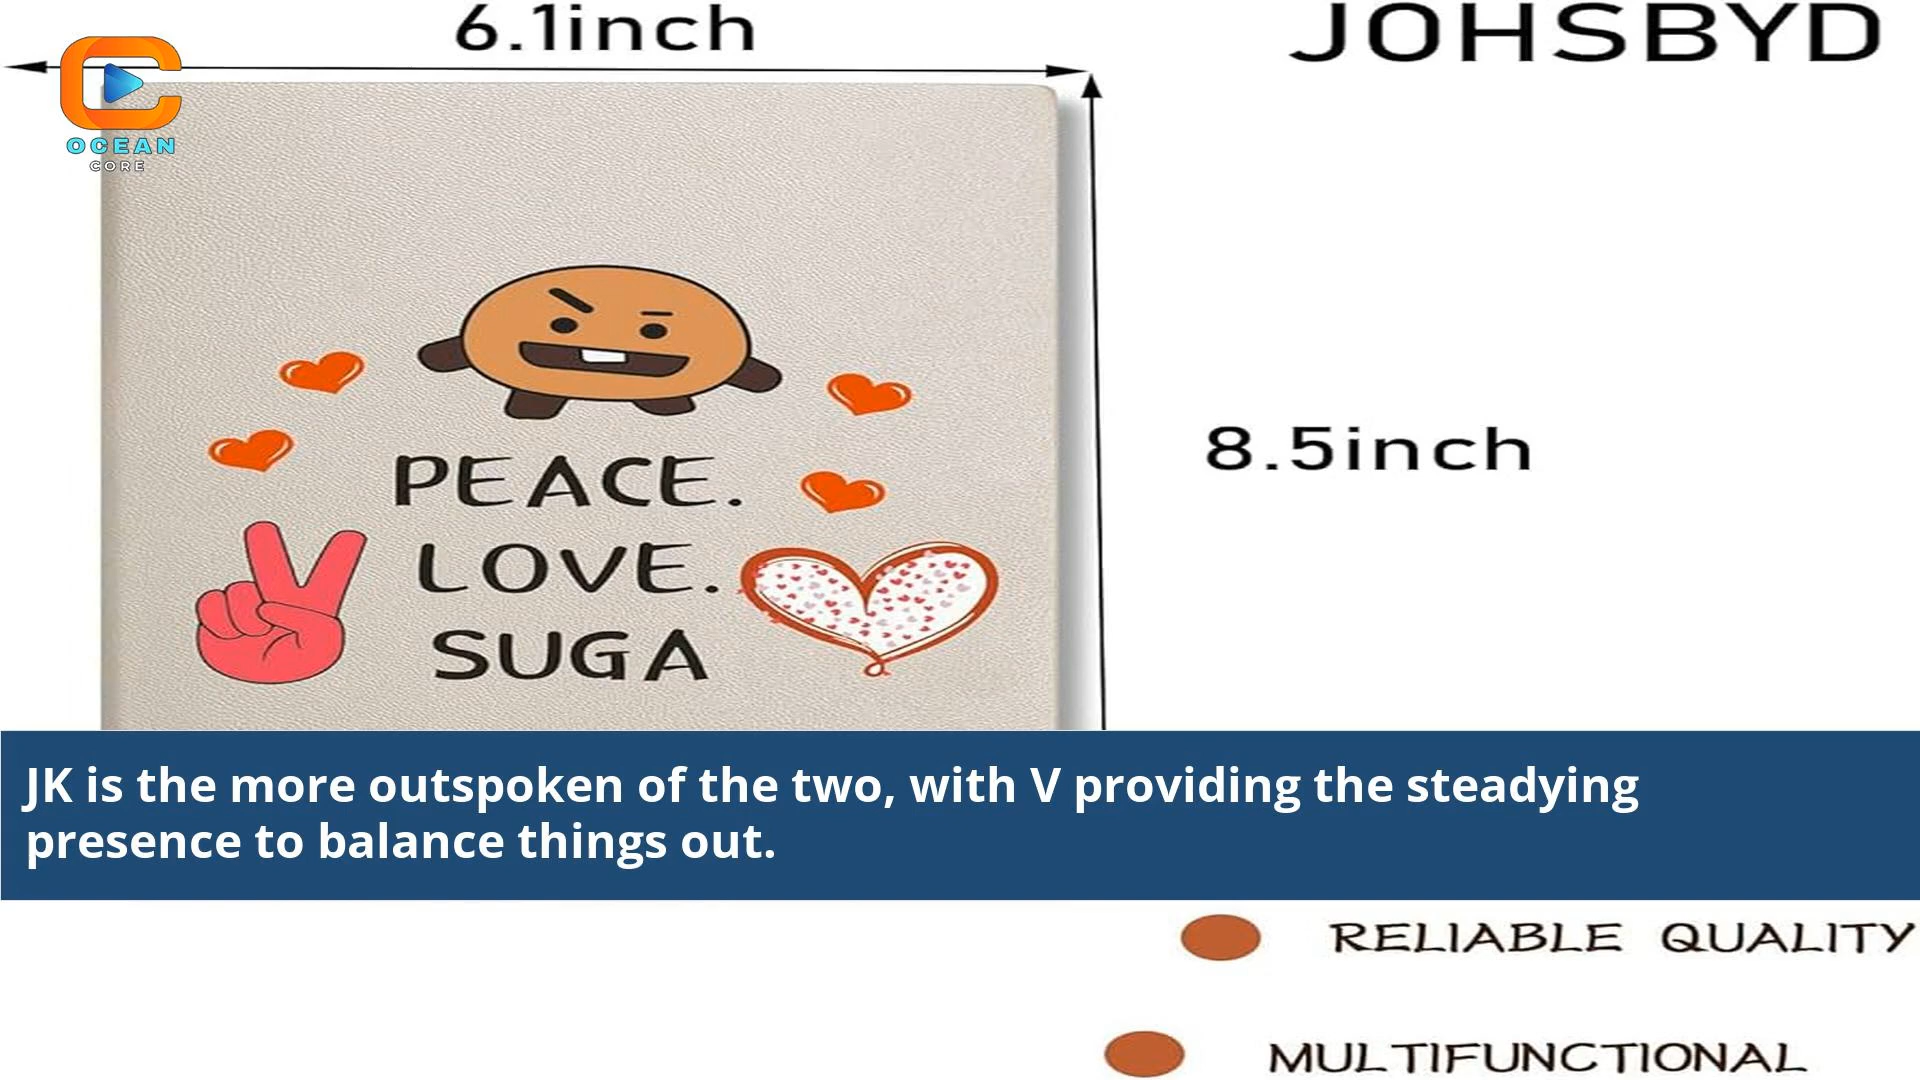 6.1inch
JOHSBYD
OCEAN
CORE
8.5inch
PEACE.
LOVE.
SUGA
JK is the more outspoken of the two, with V providing the steadying
presence to balance things out.
RELIABLE QUALITY
MULTIFUNCTIONAL